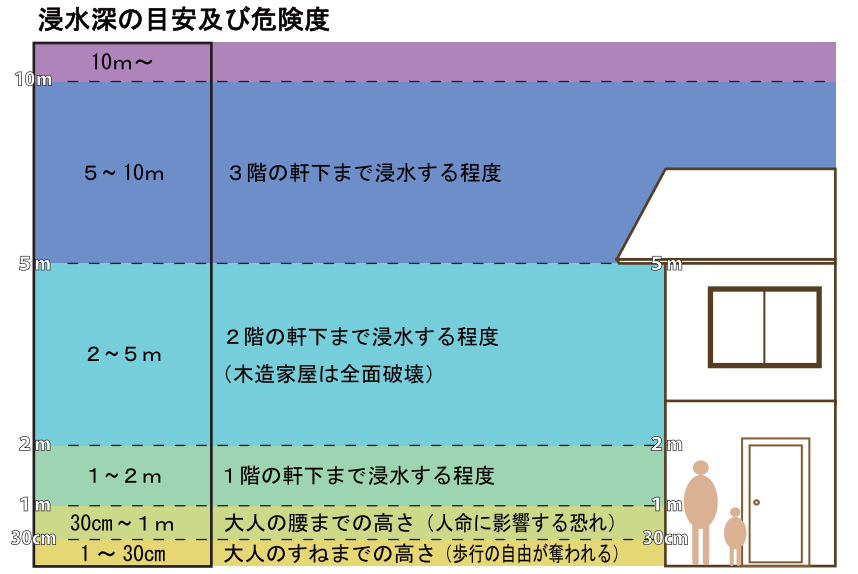 浸水深の目安及び危険度
10ｍ～
10m
５～10ｍ
３階の軒下まで浸水する程度
5m
5m
２～５ｍ
２階の軒下まで浸水する程度
（木造家屋は全面破壊）
2m
2m
１～２ｍ
１階の軒下まで浸水する程度
1m
1m
30cm～１ｍ
大人の腰までの高さ（人命に影響する恐れ）
30cm
30cm
１～30cm
大人のすねまでの高さ（歩行の自由が奪われる）